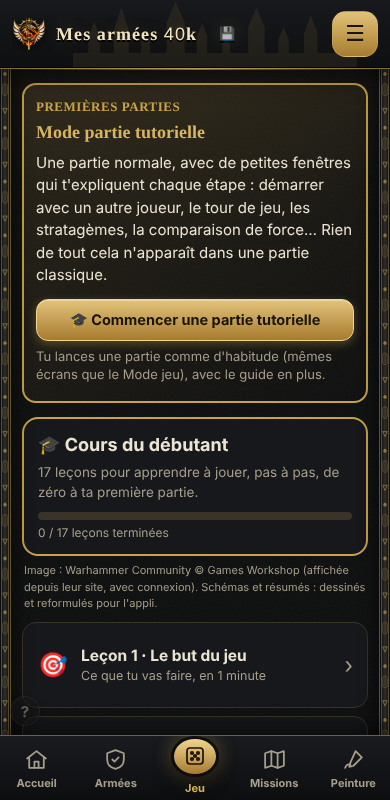 Mes armées 40k
PREMIÈRES PARTIES
Mode partie tutorielle
Une partie normale, avec de petites fenêtres
qui t'expliquent chaque étape : démarrer
avec un autre joueur, le tour de jeu, les
stratagèmes, la comparaison de force... Rien
de tout cela n'apparaît dans une partie
classique.
Commencer une partie tutorielle
Tu lances une partie comme d'habitude (mêmes
écrans que le Mode jeu), avec le guide en plus.
Cours du débutant
17 leçons pour apprendre à jouer, pas à pas, de
zéro à ta première partie.
0 / 17 leçons terminées
Image : Warhammer Community © Games Workshop (affichée
depuis leur site, avec connexion). Schémas et résumés : dessinés
et reformulés pour l'appli.
Leçon 1 · Le but du jeu
Ce que tu vas faire, en 1 minute
?
Accueil
Armées
Jeu
Missions
Peinture